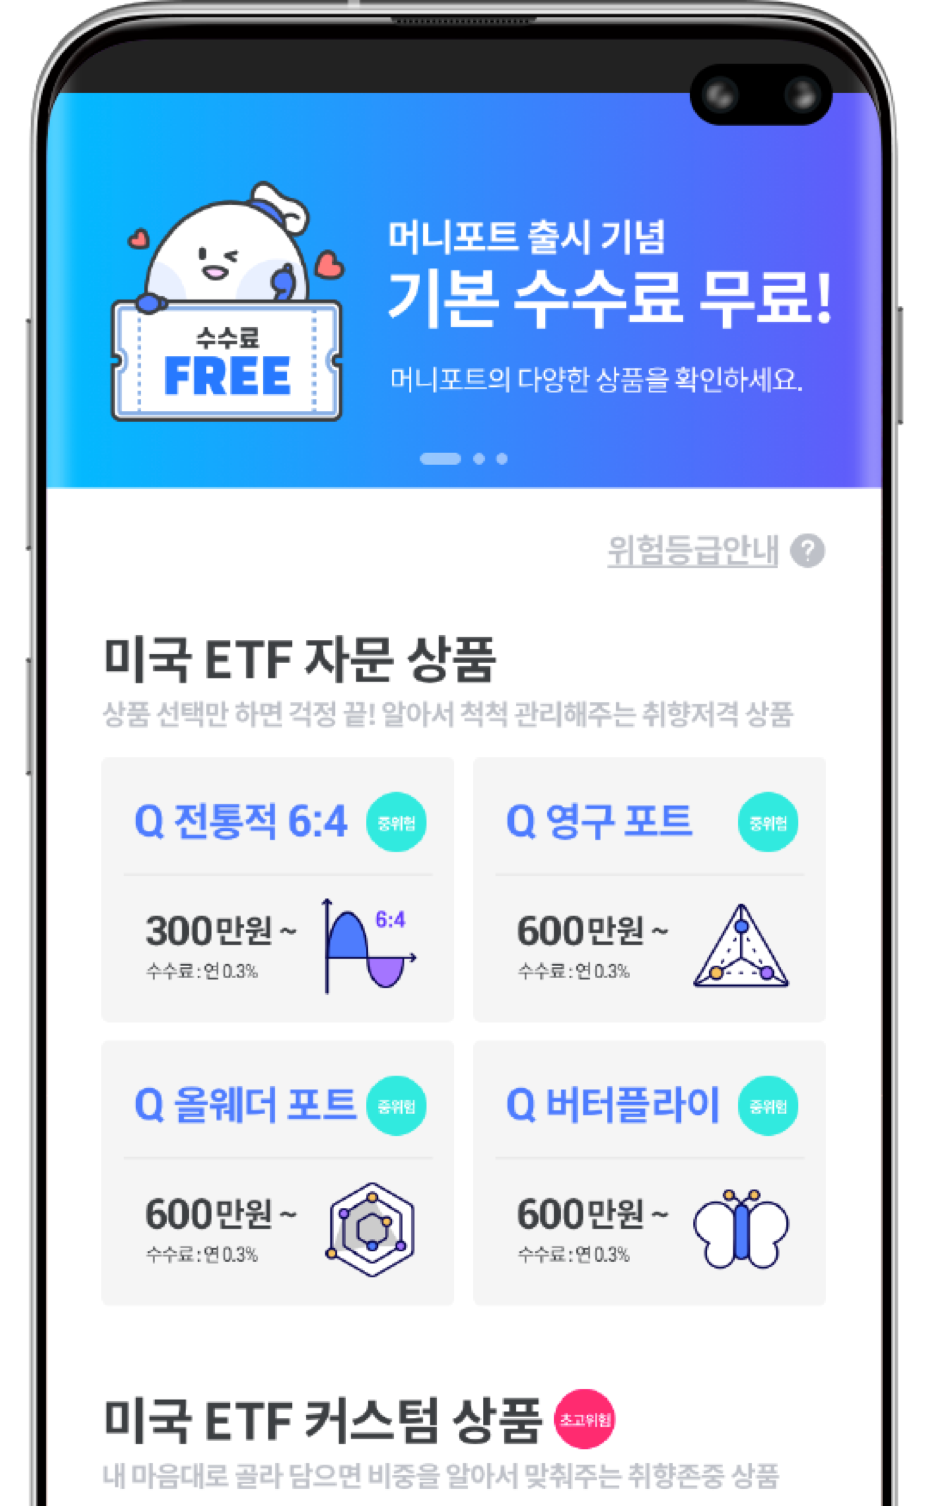 머니포트 출시 기념
기본 수수료 무료!
수수료
FREE
머니포트의 다양한 상품을 확인하세요.
위험등급안내 ?
미국 ETF 자문 상품
상품 선택만 하면 걱정 끝! 알아서 척척 관리해주는 취향저격 상품
Q 전통적 6:4 중위험
300만원 ~
6:4
수수료 : 연 0.3%
Q 영구 포트 중위험
600만원 ~
수수료 : 연 0.3%
Q 올웨더 포트 중위험
600만원 ~
수수료 : 연 0.3%
Q 버터플라이 중위험
600만원 ~
수수료 : 연 0.3%
미국 ETF 커스텀 상품 초고위험
내 마음대로 골라 담으면 비중을 알아서 맞춰주는 취향존중 상품